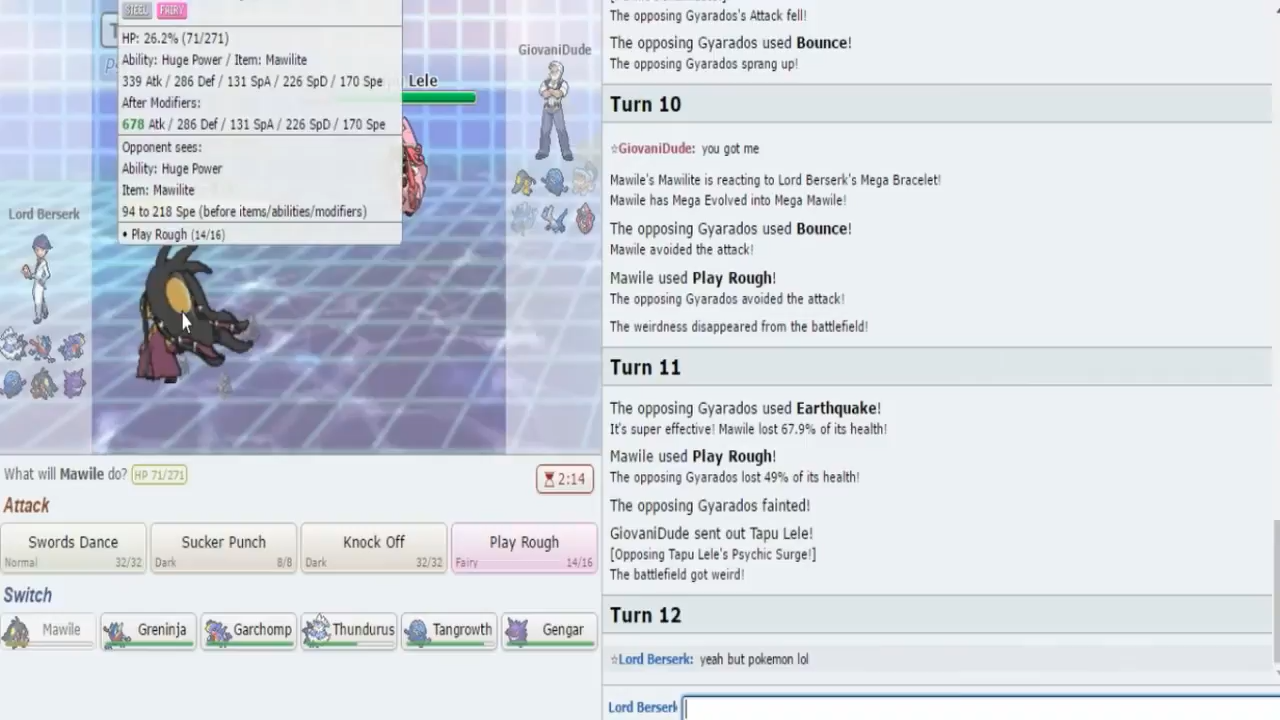 STEEL FAIRY
HP: 26.2% (71/271)
Ability: Huge Power / Item: Mawilite
339 Atk / 286 Def / 131 SpA / 226 SpD / 170 Spe
After Modifiers:
678 Atk / 286 Def / 131 SpA / 226 SpD / 170 Spe
Opponent sees:
Ability: Huge Power
Item: Mawilite
94 to 218 Spe (before items/abilities/modifiers)
• Play Rough (14/16)
Lele
GiovaniDude
Lord Berserk
What will Mawile do? HP 71/271
2:14
Attack
Swords Dance
Normal 32/32
Sucker Punch
Dark 8/8
Knock Off
Dark 32/32
Play Rough
Fairy 14/16
Switch
Mawile Greninja Garchomp Thundurus Tangrowth Gengar
The opposing Gyarados's Attack fell!
The opposing Gyarados used Bounce!
The opposing Gyarados sprang up!
Turn 10
☆GiovaniDude: you got me
Mawile's Mawilite is reacting to Lord Berserk's Mega Bracelet!
Mawile has Mega Evolved into Mega Mawile!
The opposing Gyarados used Bounce!
Mawile avoided the attack!
Mawile used Play Rough!
The opposing Gyarados avoided the attack!
The weirdness disappeared from the battlefield!
Turn 11
The opposing Gyarados used Earthquake!
It's super effective! Mawile lost 67.9% of its health!
Mawile used Play Rough!
The opposing Gyarados lost 49% of its health!
The opposing Gyarados fainted!
GiovaniDude sent out Tapu Lele!
[Opposing Tapu Lele's Psychic Surge!]
The battlefield got weird!
Turn 12
☆Lord Berserk: yeah but pokemon lol
Lord Berserk